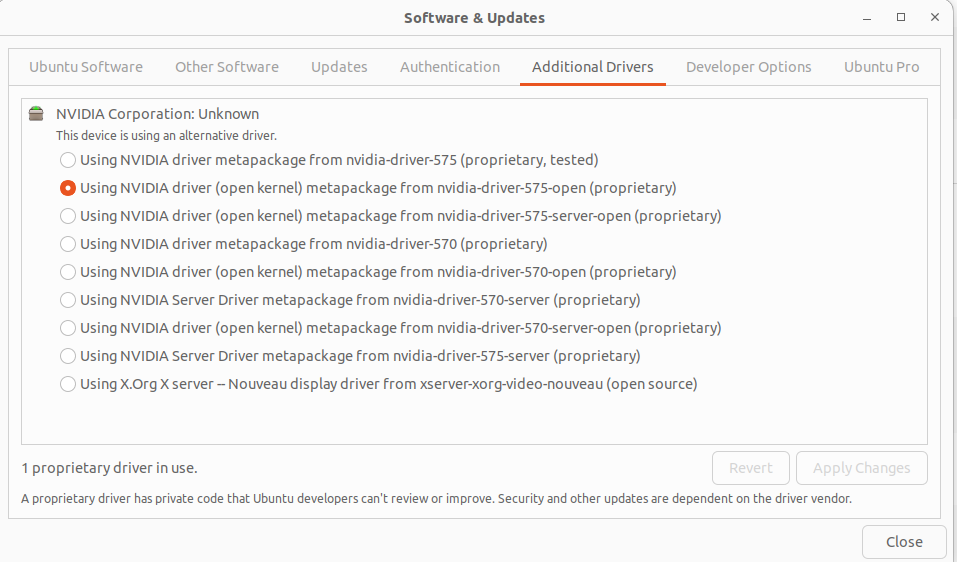 Software & Updates
Ubuntu Software Other Software Updates Authentication Additional Drivers Developer Options Ubuntu Pro
NVIDIA Corporation: Unknown
This device is using an alternative driver.
Using NVIDIA driver metapackage from nvidia-driver-575 (proprietary, tested)
Using NVIDIA driver (open kernel) metapackage from nvidia-driver-575-open (proprietary)
Using NVIDIA driver (open kernel) metapackage from nvidia-driver-575-server-open (proprietary)
Using NVIDIA driver metapackage from nvidia-driver-570 (proprietary)
Using NVIDIA driver (open kernel) metapackage from nvidia-driver-570-open (proprietary)
Using NVIDIA Server Driver metapackage from nvidia-driver-570-server (proprietary)
Using NVIDIA driver (open kernel) metapackage from nvidia-driver-570-server-open (proprietary)
Using NVIDIA Server Driver metapackage from nvidia-driver-575-server (proprietary)
Using X.Org X server -- Nouveau display driver from xserver-xorg-video-nouveau (open source)
1 proprietary driver in use.
Revert Apply Changes
A proprietary driver has private code that Ubuntu developers can't review or improve. Security and other updates are dependent on the driver vendor.
Close